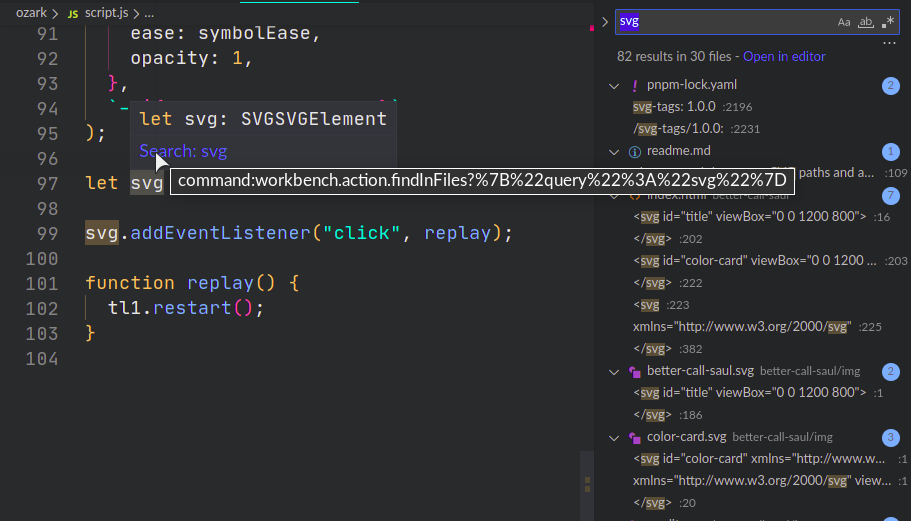 ozark > JS script.js > ...
91 ease: symbolEase,
92 opacity: 1,
93 },
94
95 );
96
97 let svg
98
99 svg.addEventListener("click", replay);
100
101 function replay() {
102 tl1.restart();
103 }
104
let svg: SVGSVGElement
Search: svg
command:workbench.action.findInFiles?%7B%22query%22%3A%22svg%22%7D
svg Aa ab .*
...
82 results in 30 files - Open in editor
! pnpm-lock.yaml 2
svg-tags: 1.0.0 :2196
/svg-tags/1.0.0: :2231
readme.md 1
paths and a... :109
index.html better-call-saul 7
<svg id="title" viewBox="0 0 1200 800"> :16
</svg> :202
<svg id="color-card" viewBox="0 0 1200 ... :203
</svg> :222
<svg :223
xmlns="http://www.w3.org/2000/svg" :225
</svg> :382
better-call-saul.svg better-call-saul/img 2
<svg id="title" viewBox="0 0 1200 800"> :1
</svg> :186
color-card.svg better-call-saul/img 3
<svg id="color-card" xmlns="http://www.w... :1
xmlns="http://www.w3.org/2000/svg" view... :1
</svg> :20